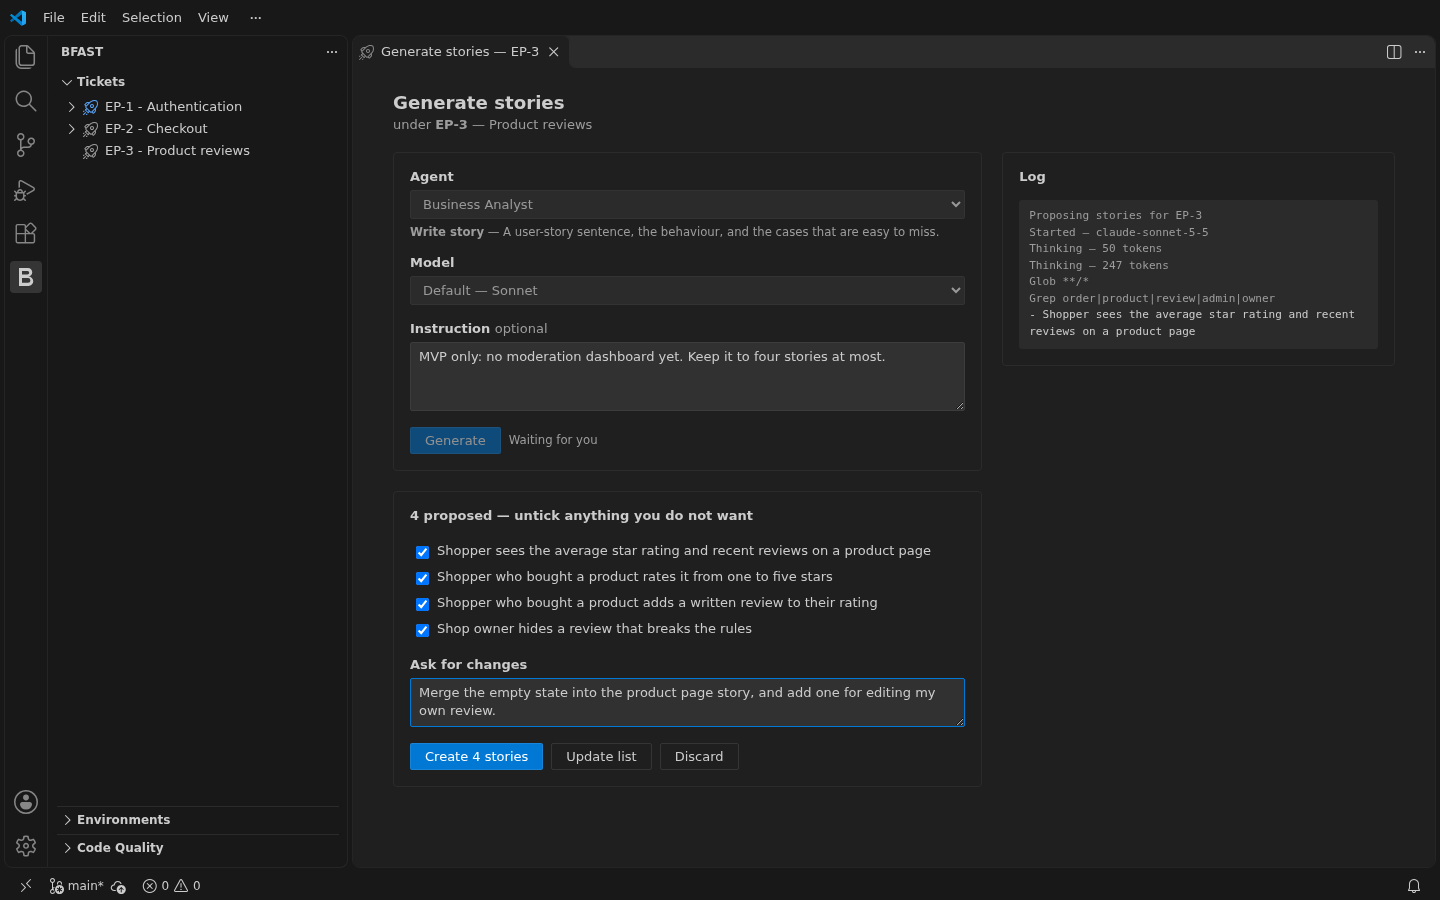 File Edit Selection View ...
BFAST ...
Tickets
EP-1 - Authentication
EP-2 - Checkout
EP-3 - Product reviews
B
Environments
Code Quality
Generate stories — EP-3
Generate stories
under EP-3 — Product reviews
Agent
Business Analyst
Write story — A user-story sentence, the behaviour, and the cases that are easy to miss.
Model
Default — Sonnet
Instruction optional
MVP only: no moderation dashboard yet. Keep it to four stories at most.
Generate Waiting for you
4 proposed — untick anything you do not want
Shopper sees the average star rating and recent reviews on a product page
Shopper who bought a product rates it from one to five stars
Shopper who bought a product adds a written review to their rating
Shop owner hides a review that breaks the rules
Ask for changes
Merge the empty state into the product page story, and add one for editing my
own review.
Create 4 stories Update list Discard
Log
Proposing stories for EP-3
Started — claude-sonnet-5-5
Thinking — 50 tokens
Thinking — 247 tokens
Glob **/*
Grep order|product|review|admin|owner
- Shopper sees the average star rating and recent
reviews on a product page
main* 0 0